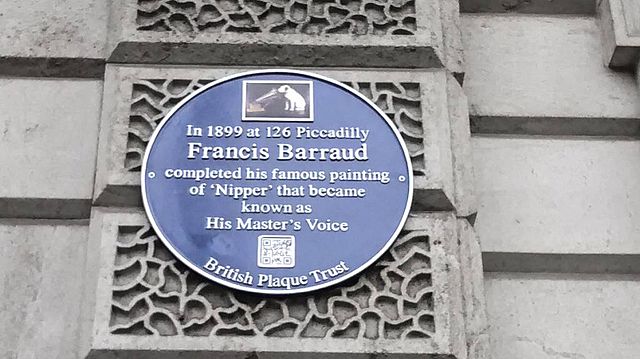 In 1899 at 126 Piccadilly
Francis Barraud
completed his famous painting
of ‘Nipper’ that became
known as
His Master's Voice
British Plaque Trust